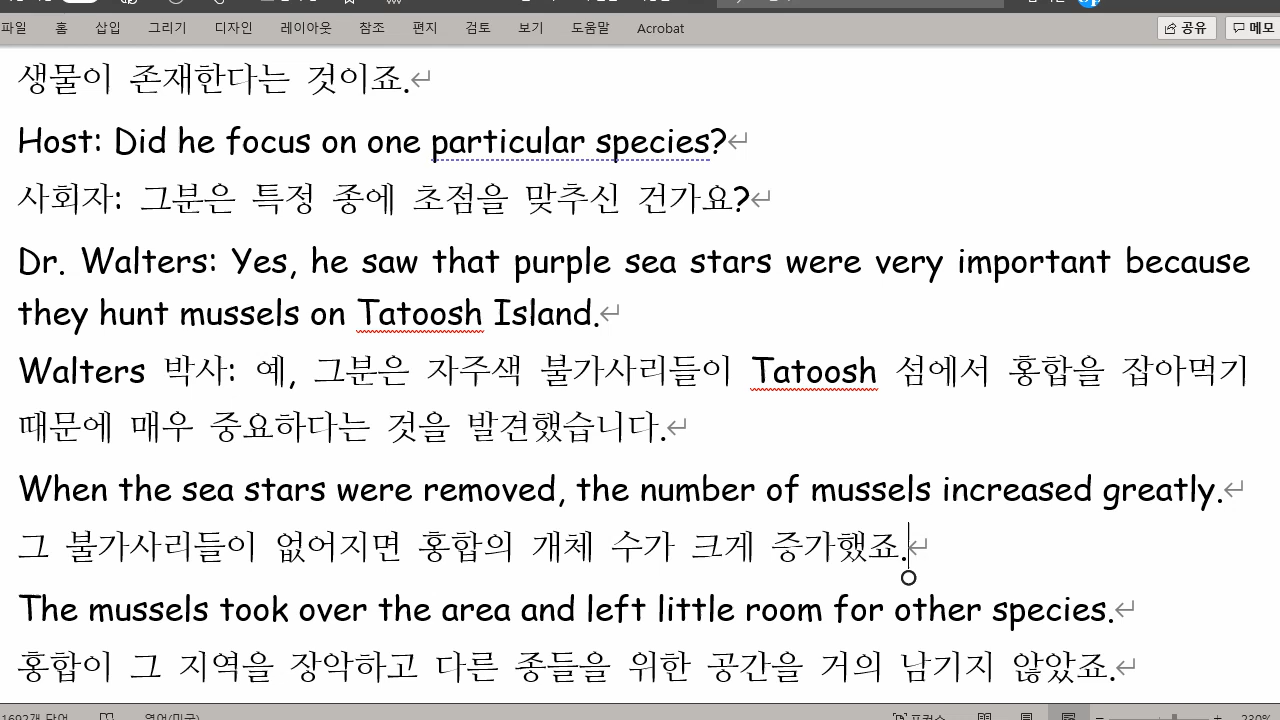 파일 홈 삽입 그리기 디자인 레이아웃 참조 편지 검토 보기 도움말 Acrobat 공유 메모
생물이 존재한다는 것이죠.
Host: Did he focus on one particular species?
사회자: 그분은 특정 종에 초점을 맞추신 건가요?
Dr. Walters: Yes, he saw that purple sea stars were very important because
they hunt mussels on Tatoosh Island.
Walters 박사: 예, 그분은 자주색 불가사리들이 Tatoosh 섬에서 홍합을 잡아먹기
때문에 매우 중요하다는 것을 발견했습니다.
When the sea stars were removed, the number of mussels increased greatly.
그 불가사리들이 없어지면 홍합의 개체 수가 크게 증가했죠.
The mussels took over the area and left little room for other species.
홍합이 그 지역을 장악하고 다른 종들을 위한 공간을 거의 남기지 않았죠.